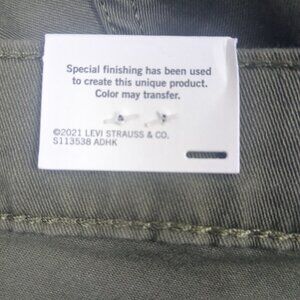 Special finishing has been used
to create this unique product.
Color may transfer.
©2021 LEVI STRAUSS & CO.
S113538 ADHK